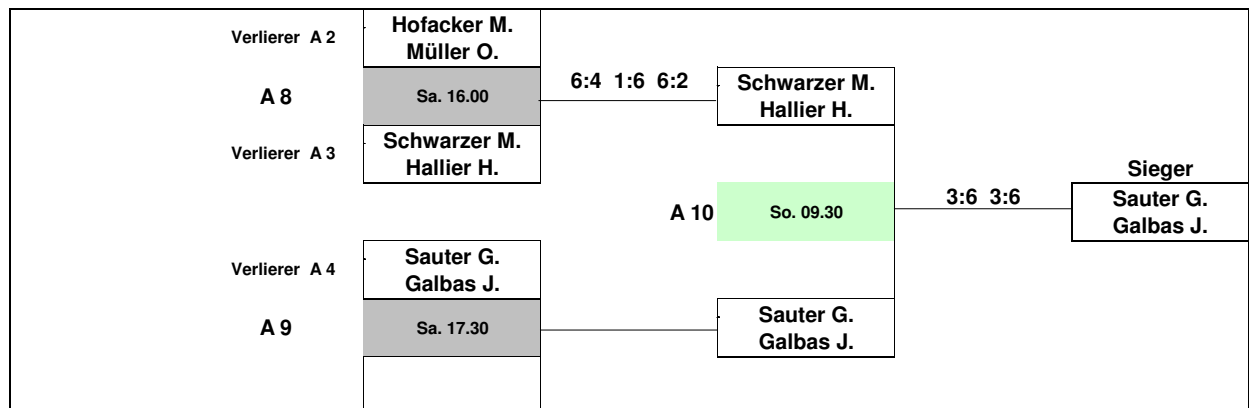 Verlierer A 2
Hofacker M.
Müller O.
A 8
Sa. 16.00
6:4 1:6 6:2
Schwarzer M.
Hallier H.
Verlierer A 3
Schwarzer M.
Hallier H.
Sieger
A 10
So. 09.30
3:6 3:6
Sauter G.
Galbas J.
Verlierer A 4
Sauter G.
Galbas J.
A 9
Sa. 17.30
Sauter G.
Galbas J.